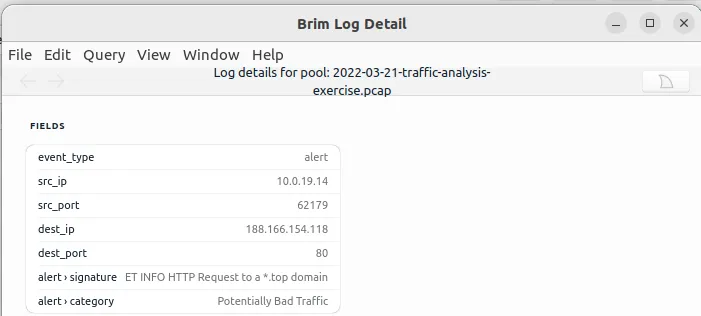 Brim Log Detail
File Edit Query View Window Help
Log details for pool: 2022-03-21-traffic-analysis-
exercise.pcap
FIELDS
event_type alert
src_ip 10.0.19.14
src_port 62179
dest_ip 188.166.154.118
dest_port 80
alert › signature ET INFO HTTP Request to a *.top domain
alert › category Potentially Bad Traffic